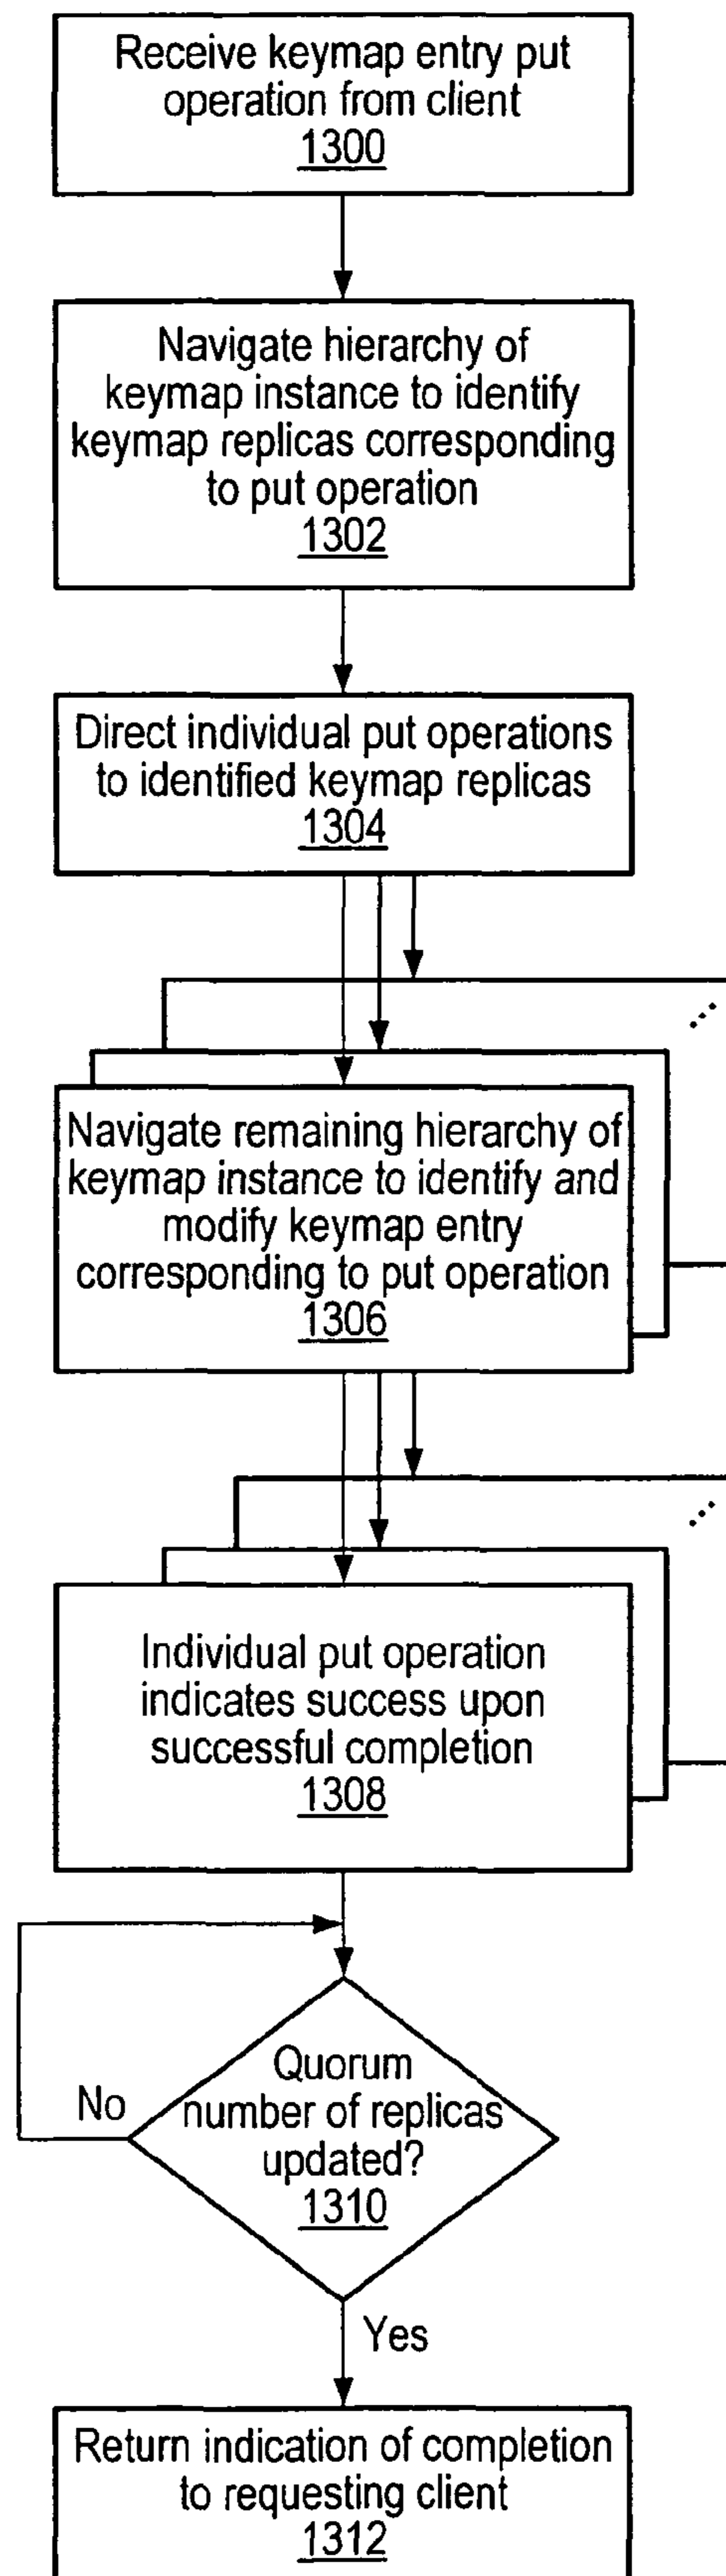 Receive keymap entry put
operation from client
1300
Navigate hierarchy of
keymap instance to identify
keymap replicas corresponding
to put operation
1302
Direct individual put operations
to identified keymap replicas
1304
Navigate remaining hierarchy of
keymap instance to identify and
modify keymap entry
corresponding to put operation
1306
Individual put operation
indicates success upon
successful completion
1308
Quorum
No
number of replicas
updated?
1310
Yes
Return indication of completion
to requesting client
1312